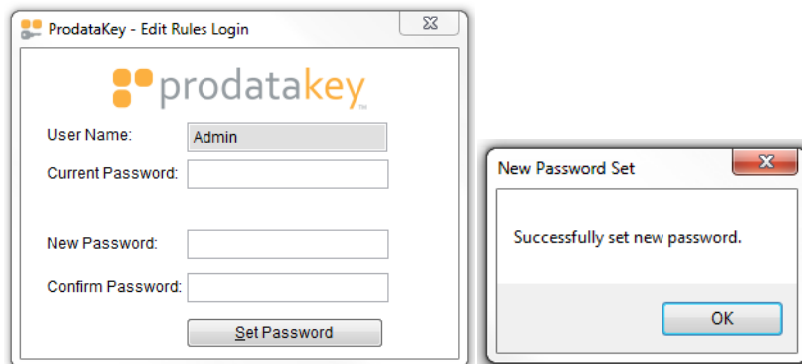 ProdataKey - Edit Rules Login
prodatakey™
User Name:
Admin
Current Password:
New Password:
Confirm Password:
Set Password
New Password Set
Successfully set new password.
OK